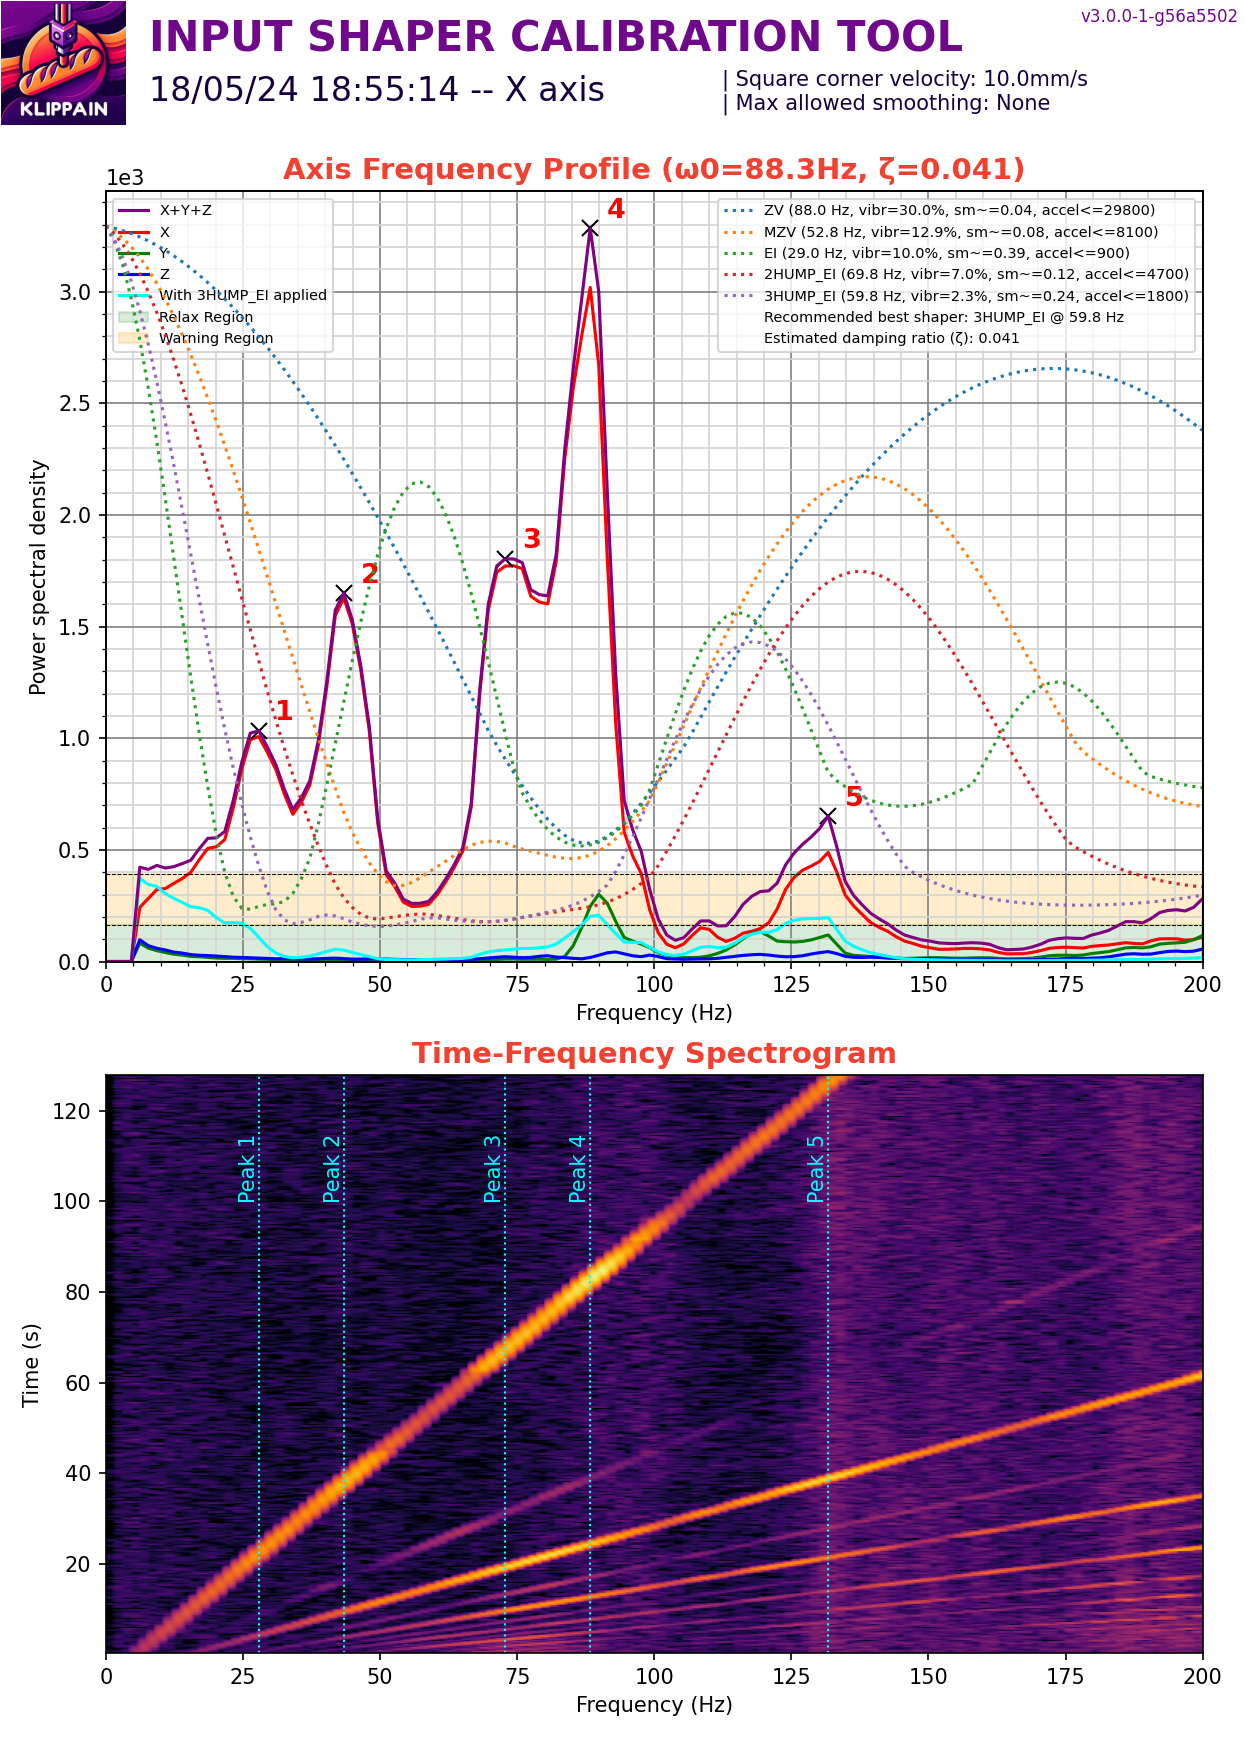 v3.0.0-1-g56a5502
INPUT SHAPER CALIBRATION TOOL
18/05/24 18:55:14 -- X axis
| Square corner velocity: 10.0mm/s
| Max allowed smoothing: None
KLIPPAIN
Axis Frequency Profile (ω0=88.3Hz, ζ=0.041)
1e3
X+Y+Z
X
Y
Z
With 3HUMP_EI applied
Relax Region
Warning Region
ZV (88.0 Hz, vibr=30.0%, sm~=0.04, accel<=29800)
MZV (52.8 Hz, vibr=12.9%, sm~=0.08, accel<=8100)
EI (29.0 Hz, vibr=10.0%, sm~=0.39, accel<=900)
2HUMP_EI (69.8 Hz, vibr=7.0%, sm~=0.12, accel<=4700)
3HUMP_EI (59.8 Hz, vibr=2.3%, sm~=0.24, accel<=1800)
Recommended best shaper: 3HUMP_EI @ 59.8 Hz
Estimated damping ratio (ζ): 0.041
4
3
2
1
5
3.0
2.5
2.0
1.5
1.0
0.5
0.0
Power spectral density
0 25 50 75 100 125 150 175 200
Frequency (Hz)
Time-Frequency Spectrogram
Peak 1
Peak 2
Peak 3
Peak 4
Peak 5
120
100
80
60
40
20
Time (s)
0 25 50 75 100 125 150 175 200
Frequency (Hz)